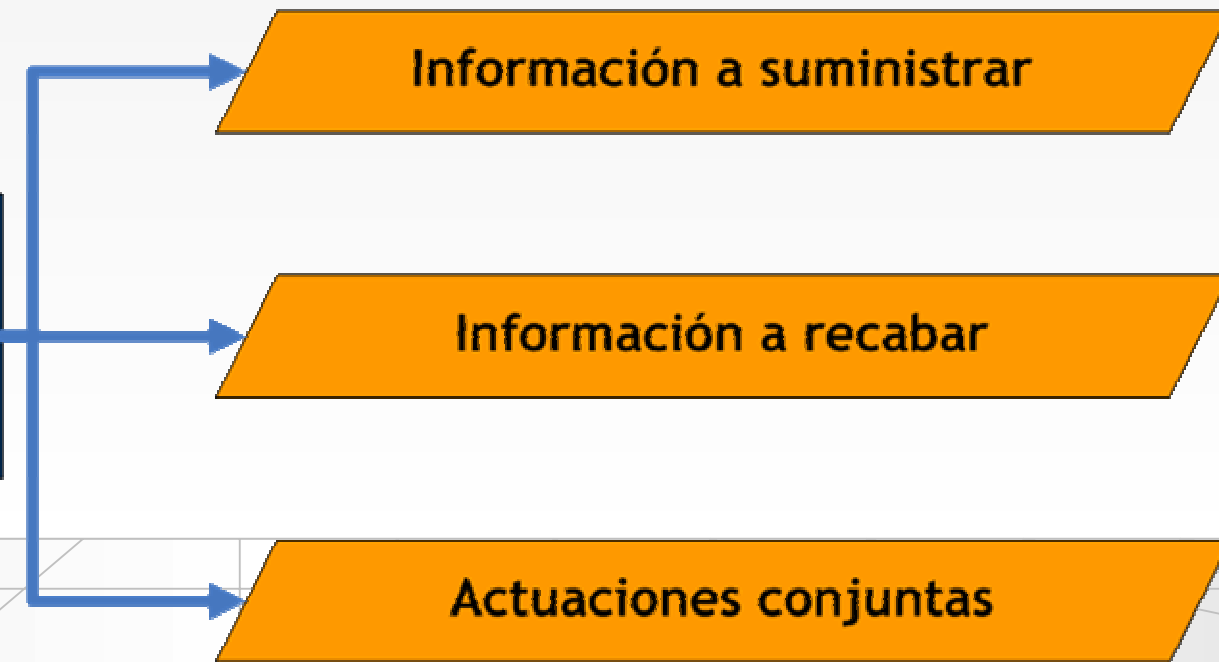 Información a suministrar
Información a recabar
Actuaciones conjuntas